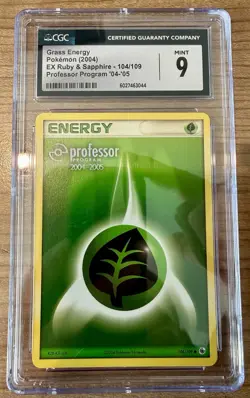 CGC
CERTIFIED GUARANTY COMPANY
Grass Energy
Pokémon (2004)
EX Ruby & Sapphire - 104/109
Professor Program '04-'05
MINT
9
6027463044
ENERGY
professor
PROGRAM
2004-2005